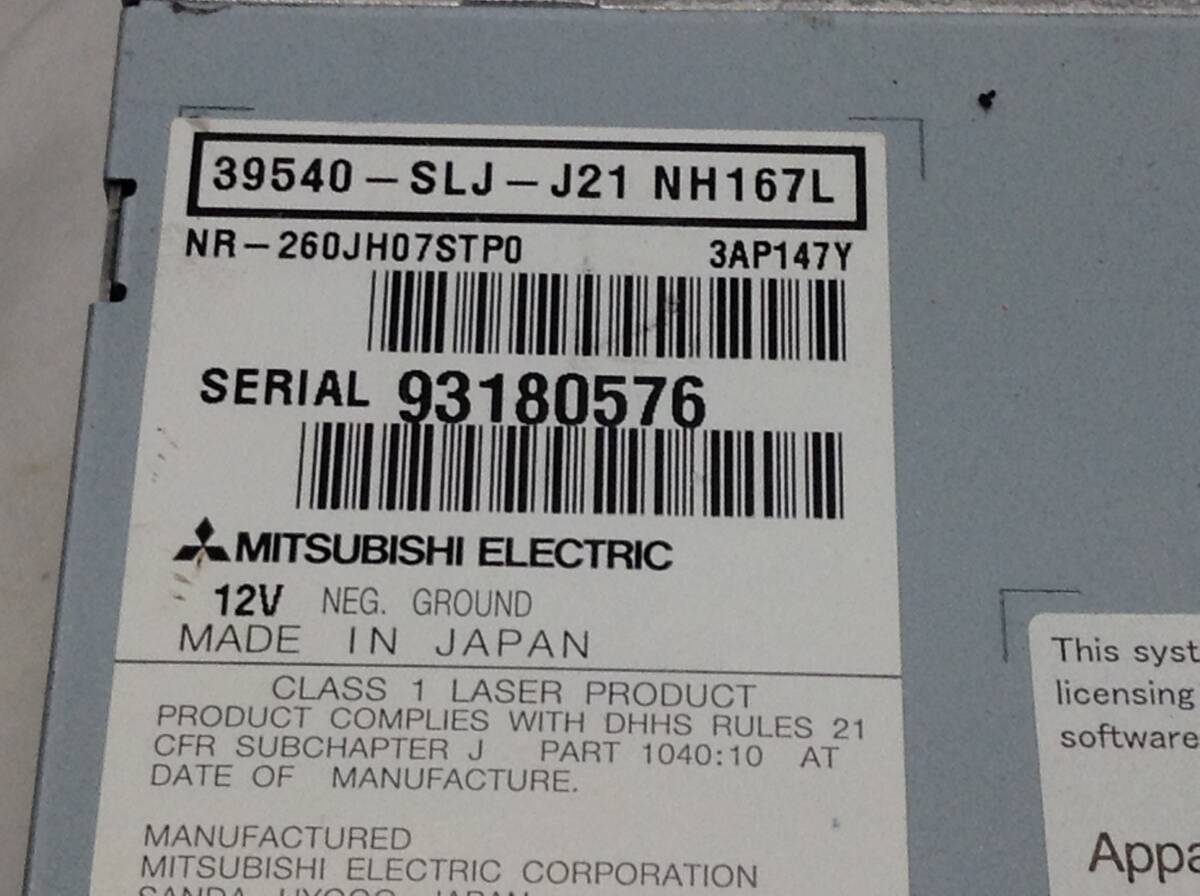 39540-SLJ-J21 NH167L
NR-260JH07STP0 3AP147Y
SERIAL 93180576
MITSUBISHI ELECTRIC
12V NEG. GROUND
MADE IN JAPAN
CLASS 1 LASER PRODUCT
PRODUCT COMPLIES WITH DHHS RULES 21
CFR SUBCHAPTER J PART 1040:10 AT
DATE OF MANUFACTURE.
MANUFACTURED
MITSUBISHI ELECTRIC CORPORATION
This syst
licensing
software
Appa